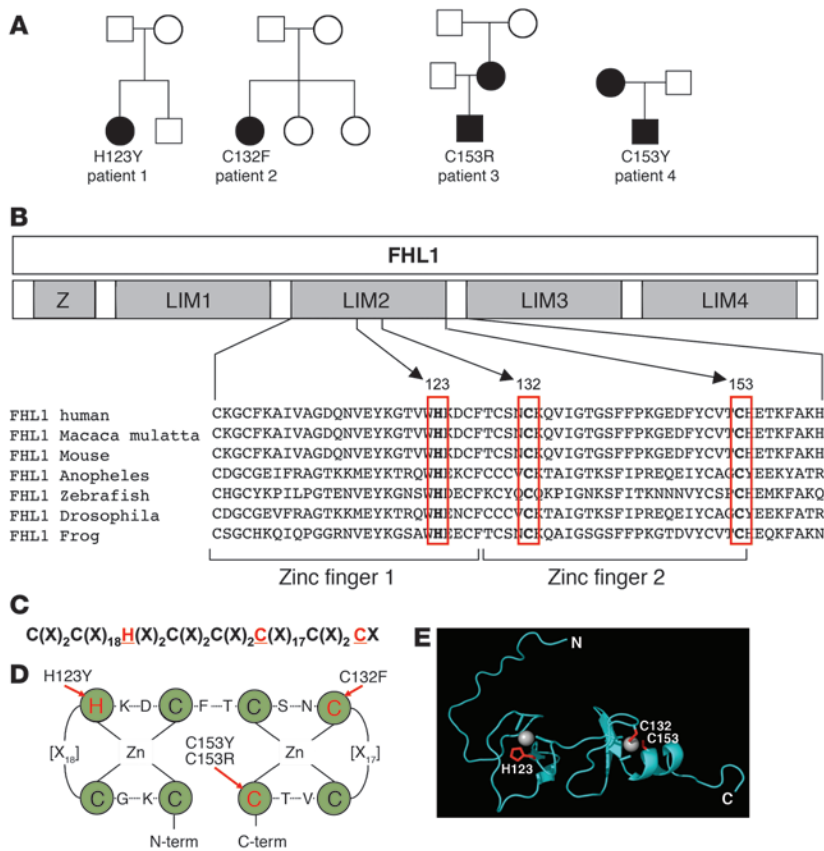 A
H123Y
patient 1
C132F
patient 2
C153R
patient 3
C153Y
patient 4
B
FHL1
Z LIM1 LIM2 LIM3 LIM4
123 132 153
FHL1 human CKGCFKAIVAGDQNVEYKGTVWHKDCFTCSNCKQVIGTGSFFPKGEDFYCVTCHETKFAKH
FHL1 Macaca mulatta CKGCFKAIVAGDQNVEYKGTVWHKDCFTCSNCKQVIGTGSFFPKGEDFYCVTCHETKFAKH
FHL1 Mouse CKGCFKAIVAGDQNVEYKGTVWHKDCFTCSNCKQVIGTGSFFPKGEDFYCVTCHETKFAKH
FHL1 Anopheles CDGCGEIFRAGTKKMEYKTRQWHEKCFCCCVCKTAIGTKSFIPREQEIYCAGCYEEKYATR
FHL1 Zebrafish CHGCYKPILPGTENVEYKGNSWHDECFKCYQCQKPIGNKSFITKNNNVYCSPCHEMKFAKQ
FHL1 Drosophila CDGCGEVFRAGTKKMEYKTRQWHENCFCCCVCKTAIGTKSFIPREQEIYCAGCYEEKFATR
FHL1 Frog CSGCHKQIQPGGRNVEYKGSAWHEECFTCSNCKQAIGSGSFFPKGTDVYCVTCHEQKFAKN
Zinc finger 1 Zinc finger 2
C
C(X)2C(X)18H(X)2C(X)2C(X)2C(X)17C(X)2 CX
D
H123Y C132F
H K D C F T C S N C
C153Y
C153R
[X18] Zn Zn [X17]
C G K C C T V C
N-term C-term
E
N
C132
C153
H123
C